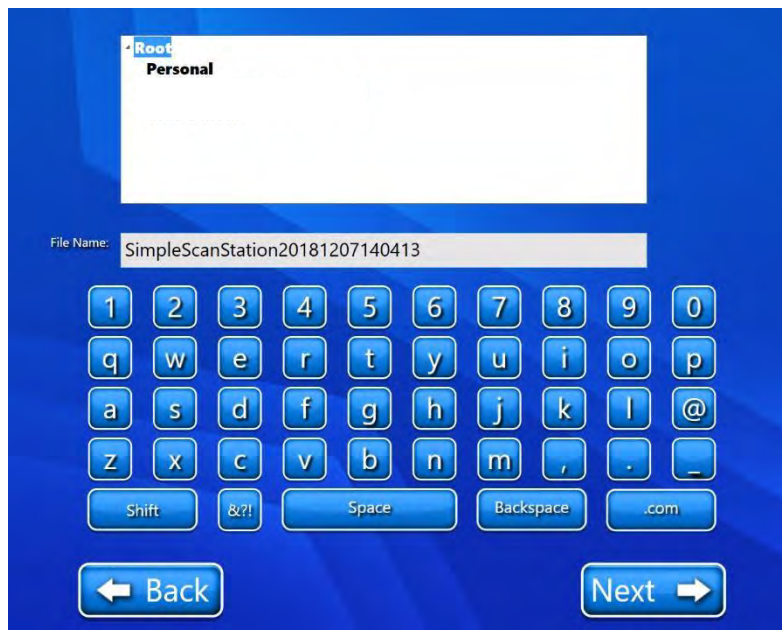 Root
Personal
File Name: SimpleScanStation20181207140413
1 2 3 4 5 6 7 8 9 0
q w e r t y u i o p
a s d f g h j k l @
z x c v b n m , . _
Shift &?! Space Backspace .com
Back Next